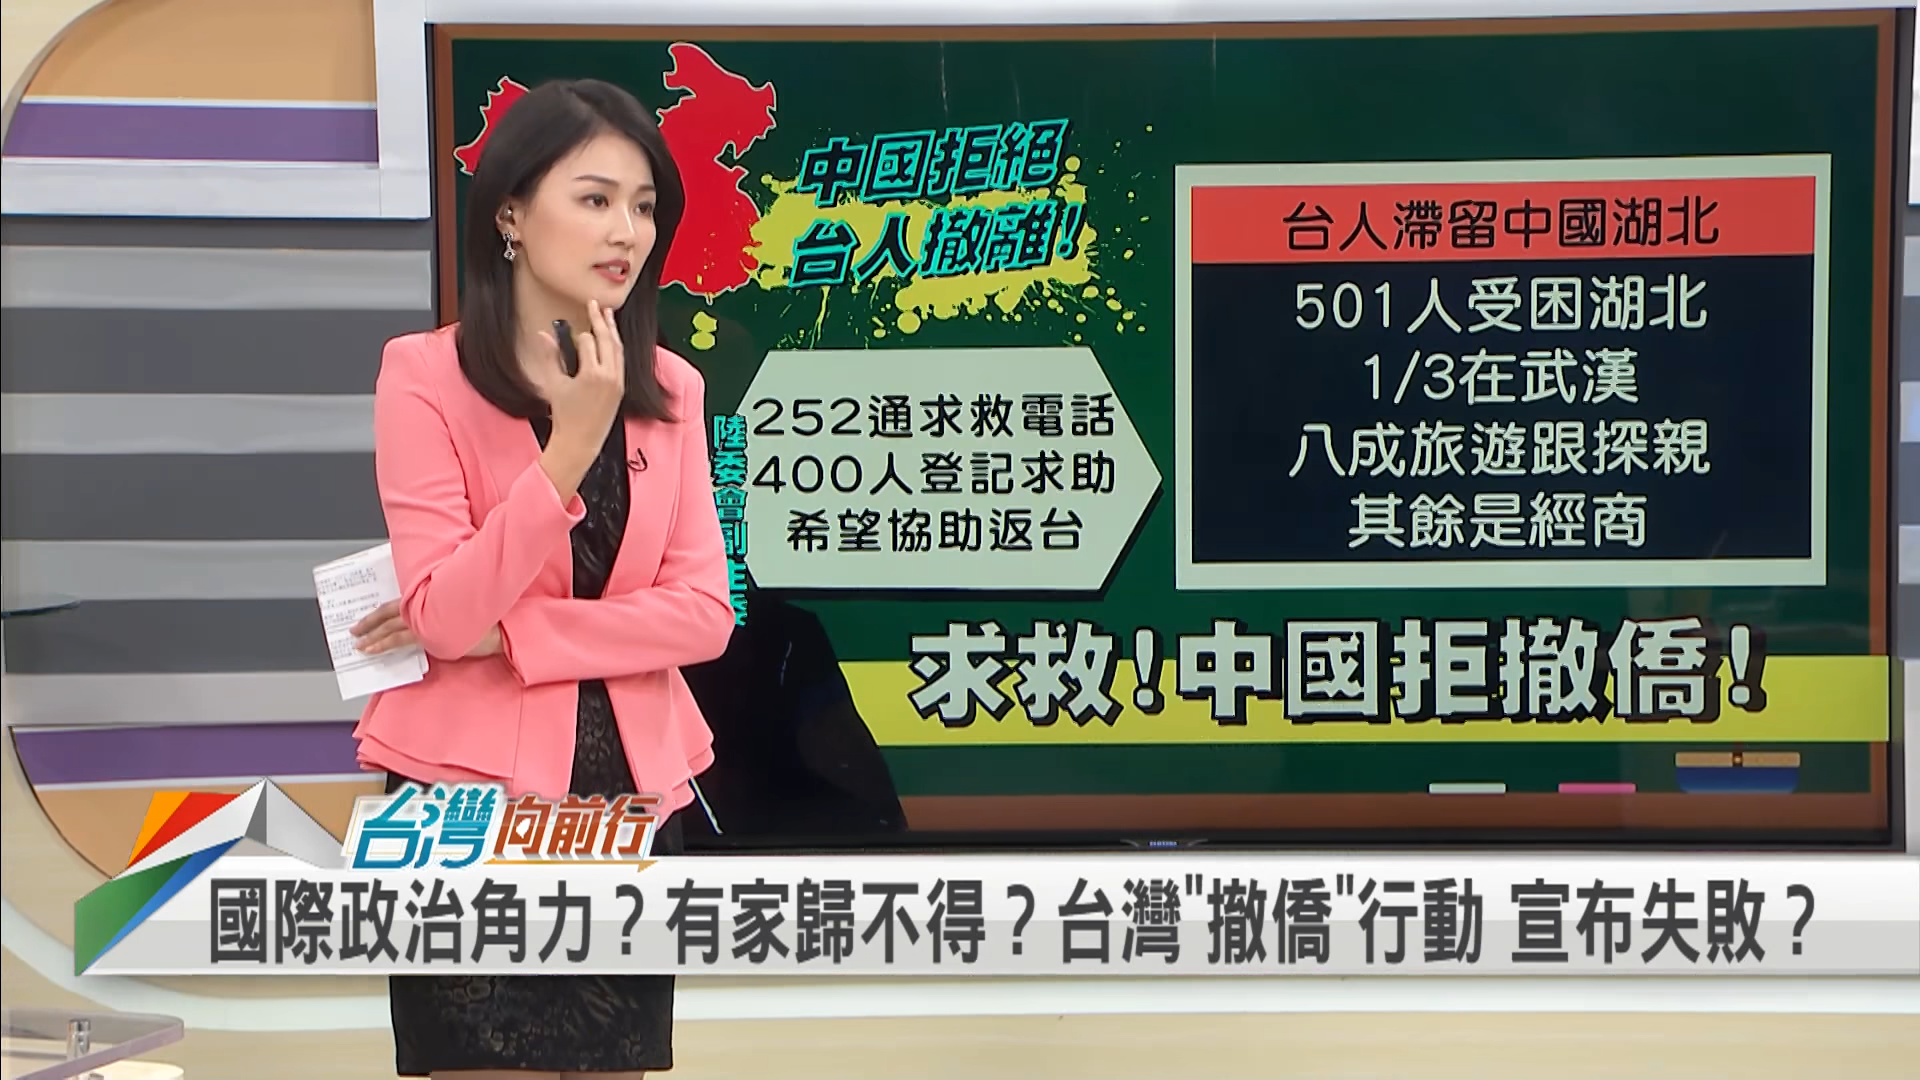 中國拒絕
台人撤離!
台人滯留中國湖北
501人受困湖北
1/3在武漢
八成旅遊跟探親
其餘是經商
陸委會副主委
252通求救電話
400人登記求助
希望協助返台
求救!中國拒撤僑!
SAMSUNG
台灣向前行
國際政治角力?有家歸不得?台灣"撤僑"行動 宣布失敗?